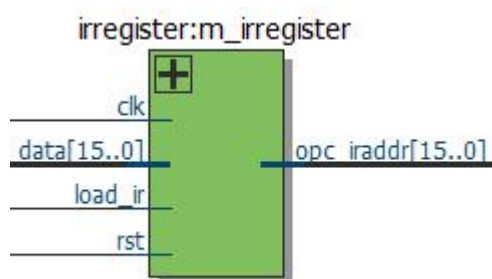 irregister:m_irregister
clk
data[15..0]
opc_iraddr[15..0]
load_ir
rst